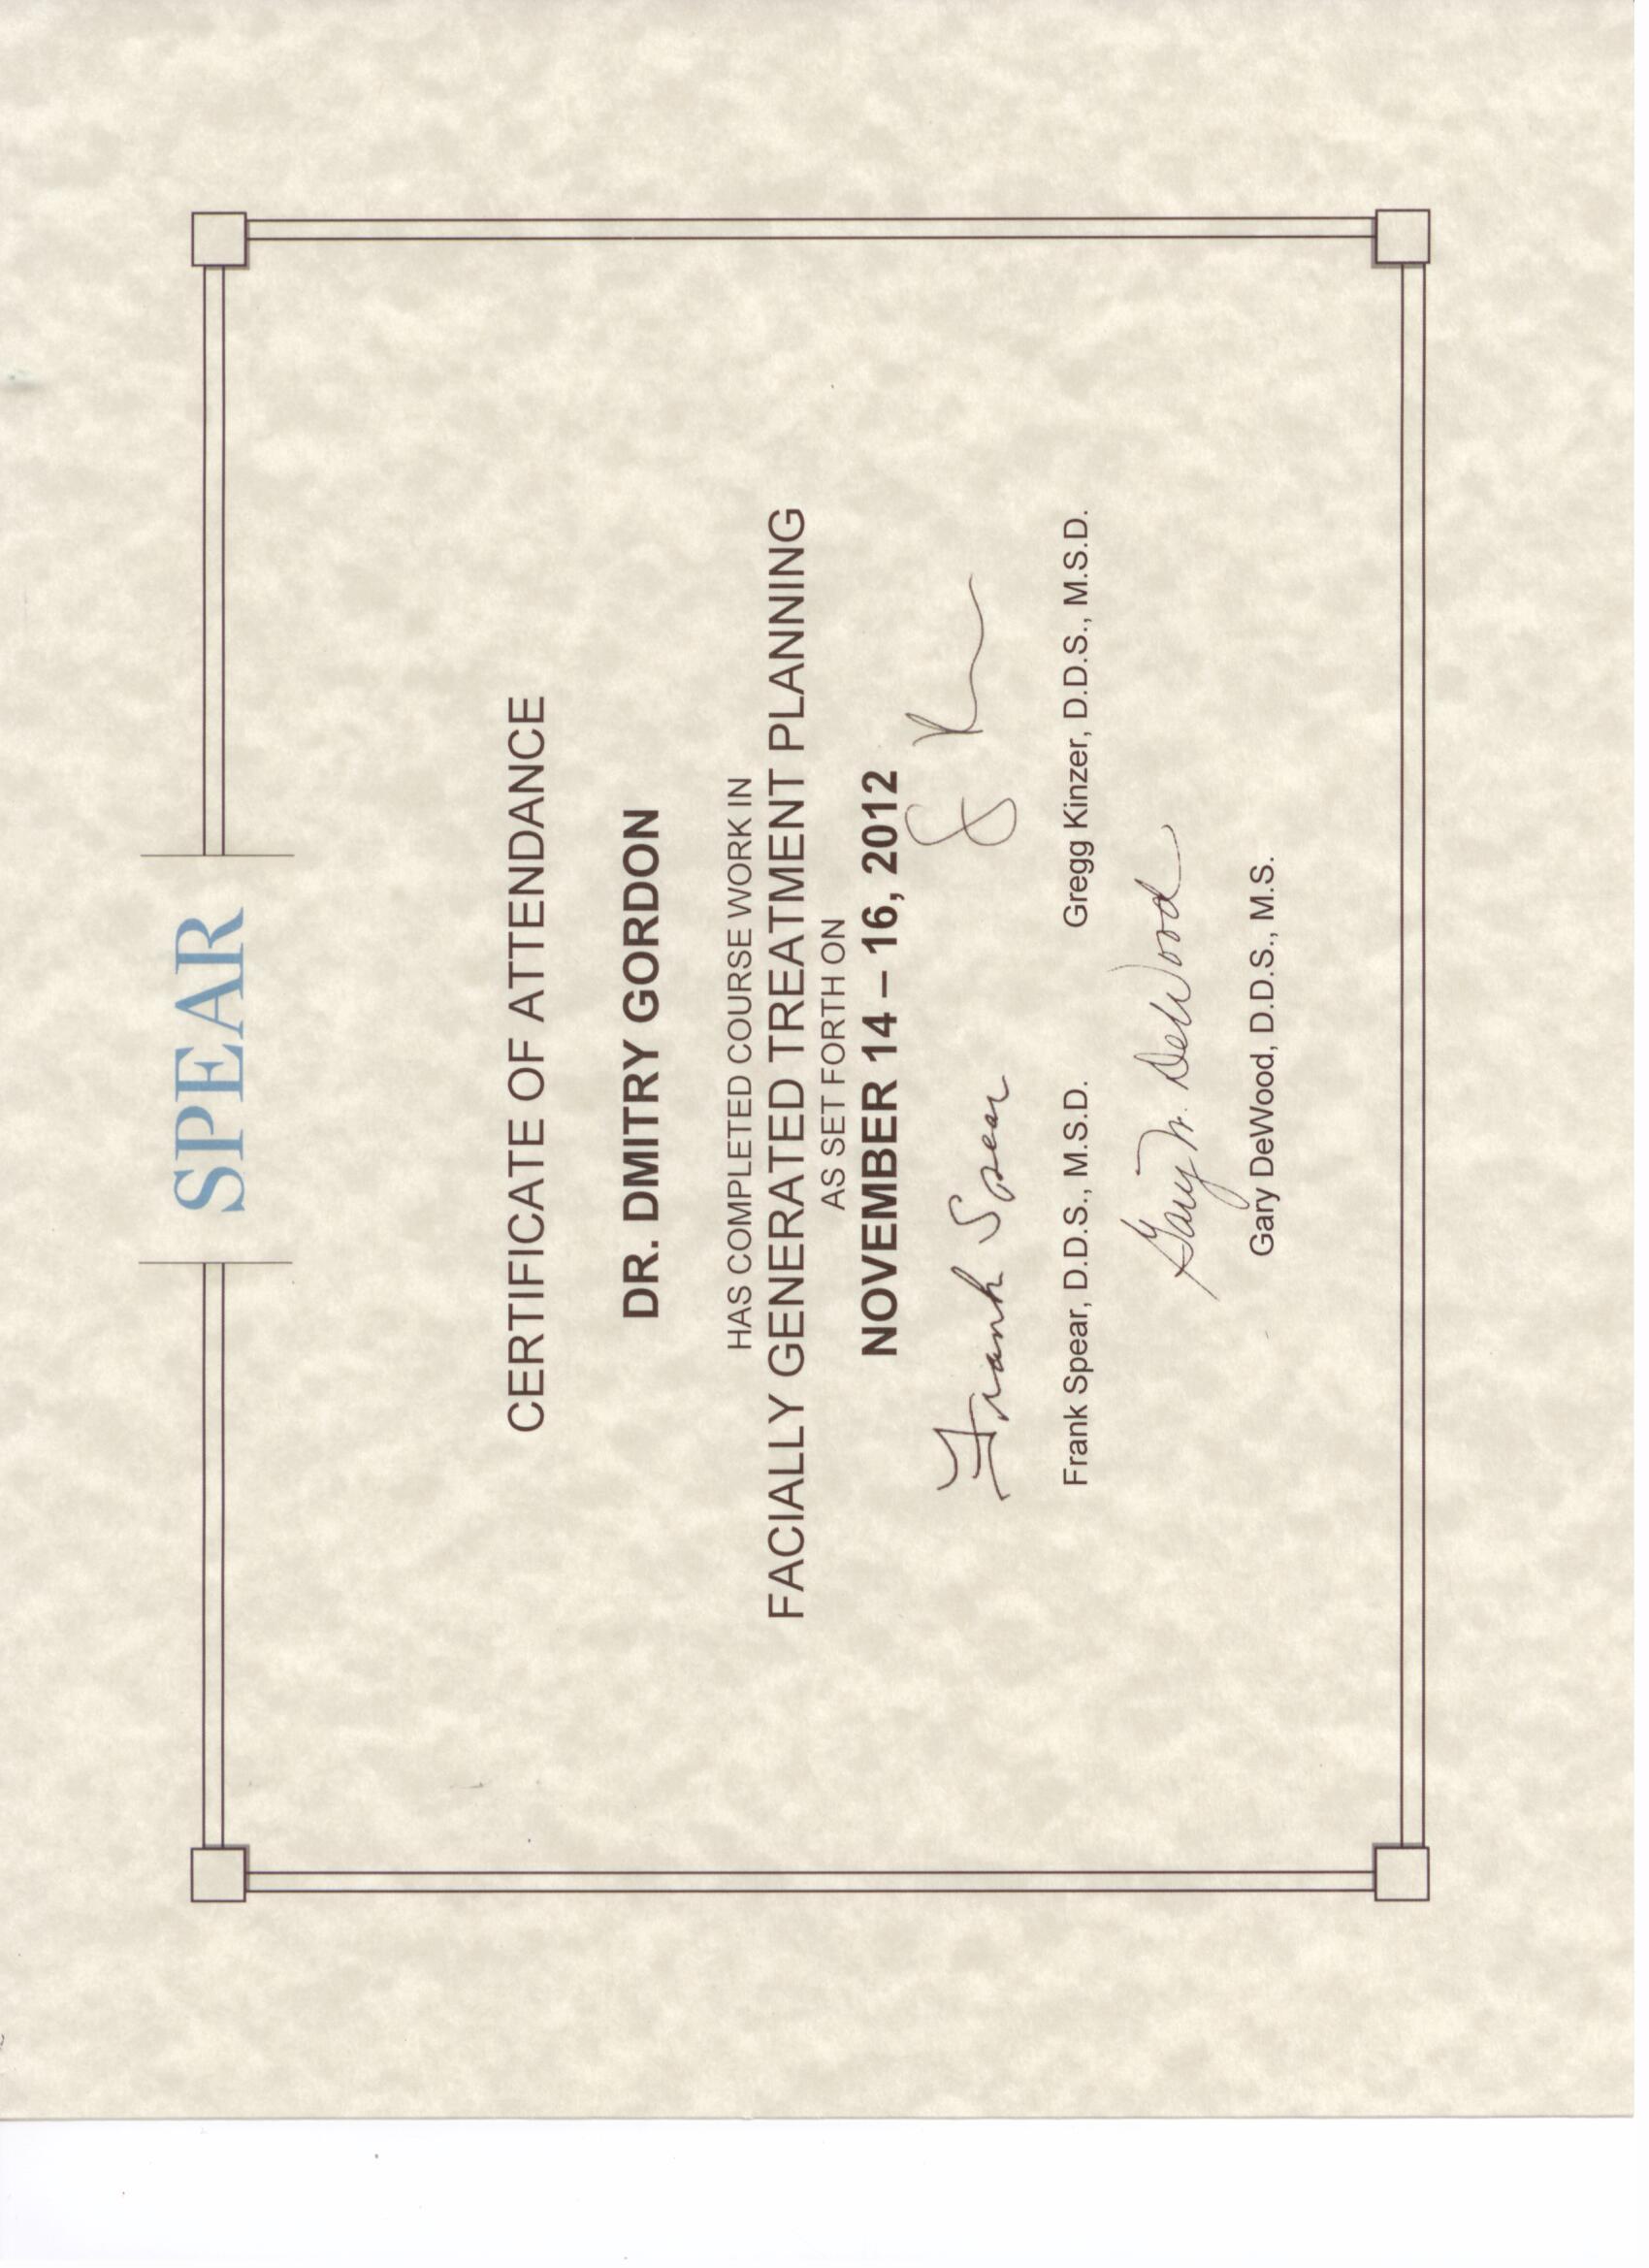 SPEAR
CERTIFICATE OF ATTENDANCE
DR. DMITRY GORDON
HAS COMPLETED COURSE WORK IN
FACIALLY GENERATED TREATMENT PLANNING
AS SET FORTH ON
NOVEMBER 14 – 16, 2012
Frank Spear
Frank Spear, D.D.S., M.S.D. Gregg Kinzer, D.D.S., M.S.D.
Gary M. DeWood
Gary DeWood, D.D.S., M.S.